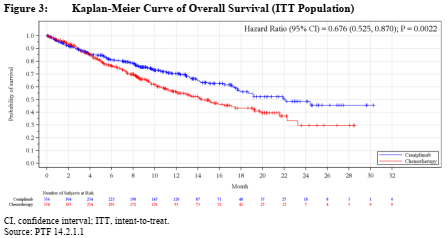 Figure 3: Kaplan-Meier Curve of Overall Survival (ITT Population)
Hazard Ratio (95% CI) = 0.676 (0.525, 0.870); P = 0.0022
1.0
0.9
0.8
0.7
0.6
0.5
0.4
0.3
0.2
0.1
0.0
Probability of survival
0 2 4 6 8 10 12 14 16 18 20 22 24 26 28 30 32
Month
Cemiplimab
Chemotherapy
Number of Subjects at Risk
Cemiplimab
Chemotherapy
CI, confidence interval; ITT, intent-to-treat.
Source: PTF 14.2.1.1